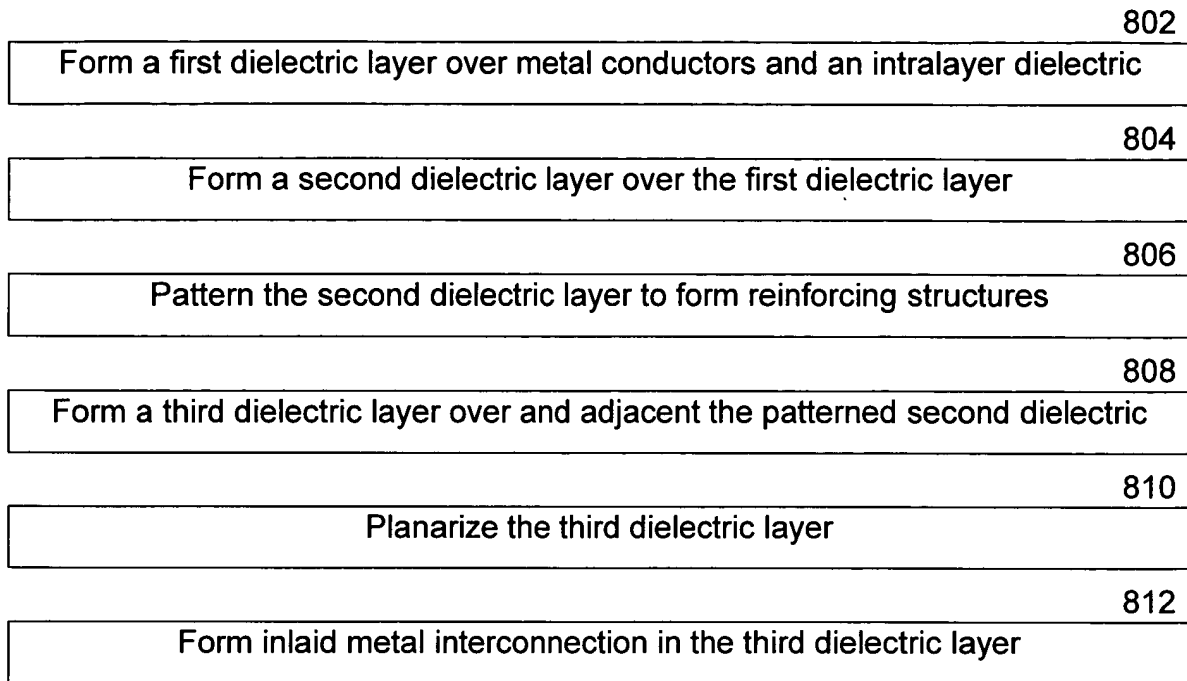 802
Form a first dielectric layer over metal conductors and an intralayer dielectric
804
Form a second dielectric layer over the first dielectric layer
806
Pattern the second dielectric layer to form reinforcing structures
808
Form a third dielectric layer over and adjacent the patterned second dielectric
810
Planarize the third dielectric layer
812
Form inlaid metal interconnection in the third dielectric layer